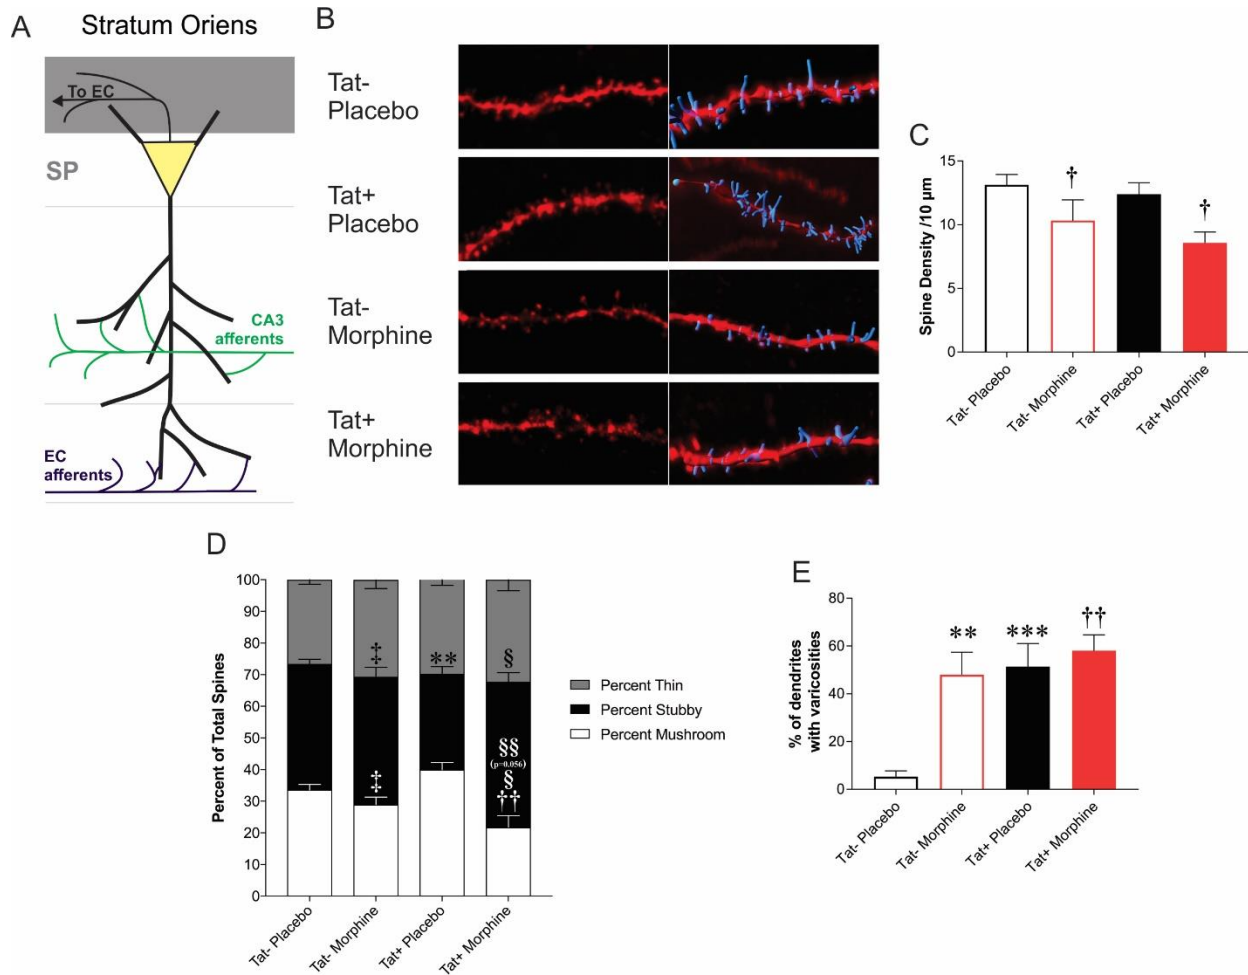 A
Stratum Oriens
To EC
SP
CA3
afferents
EC
afferents
B
Tat-
Placebo
Tat+
Placebo
Tat-
Morphine
Tat+
Morphine
C
Spine Density /10 µm
15
10
5
0
†
†
Tat- Placebo
Tat- Morphine
Tat+ Placebo
Tat+ Morphine
D
Percent of Total Spines
100
90
80
70
60
50
40
30
20
10
0
‡
**
§
§§
(p=0.056)
§
‡
††
Tat- Placebo
Tat- Morphine
Tat+ Placebo
Tat+ Morphine
Percent Thin
Percent Stubby
Percent Mushroom
E
% of dendrites
with varicosities
80
60
40
20
0
**
***
††
Tat- Placebo
Tat- Morphine
Tat+ Placebo
Tat+ Morphine